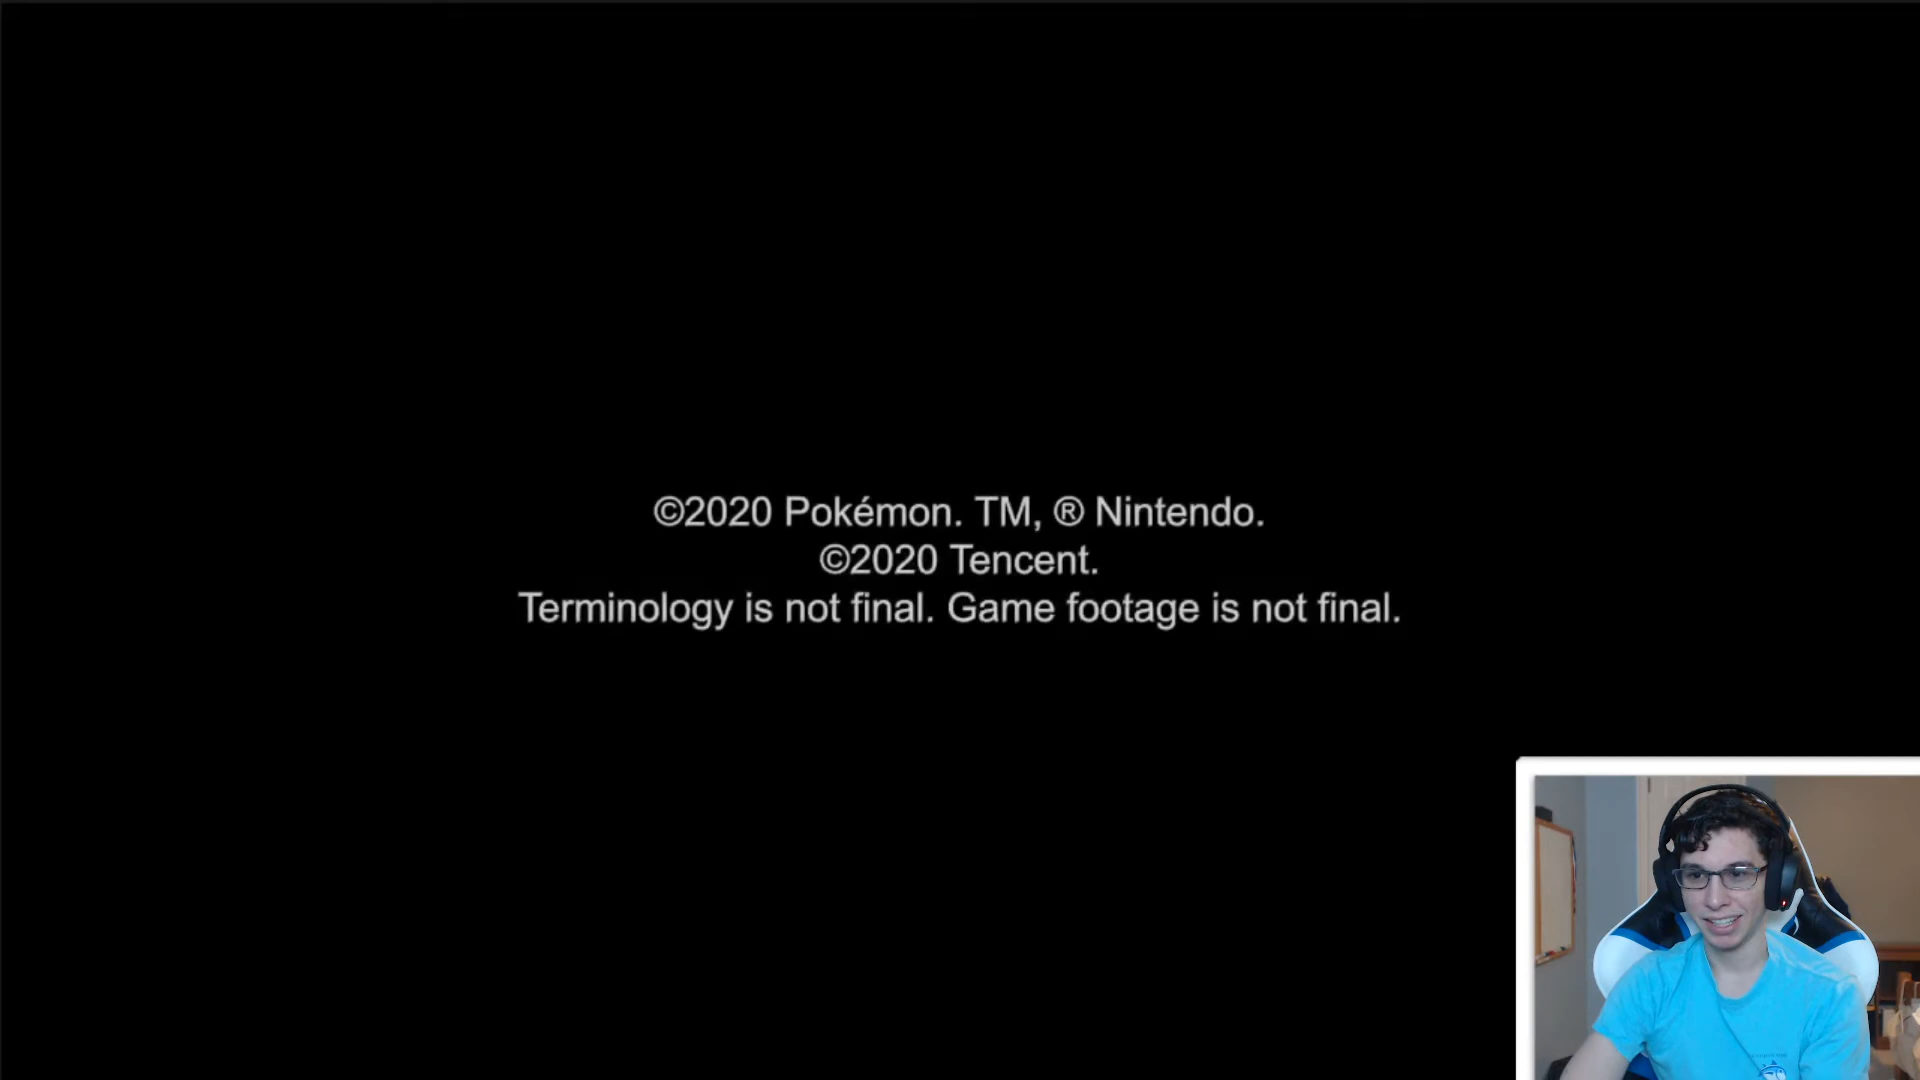 ©2020 Pokémon. TM, ® Nintendo.
©2020 Tencent.
Terminology is not final. Game footage is not final.